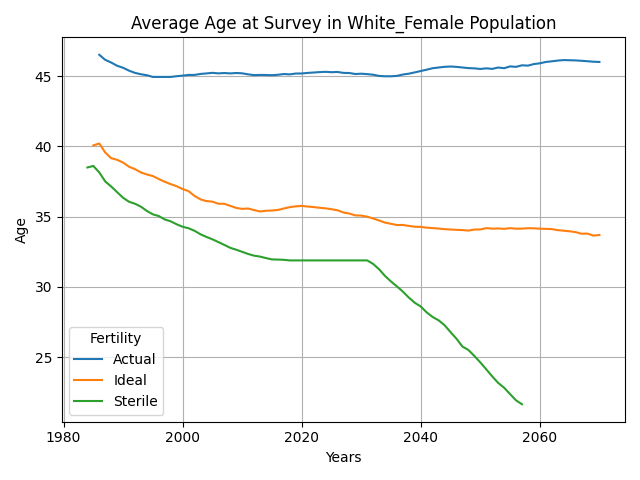 Average Age at Survey in White_Female Population
Age
45
40
35
30
25
Fertility
Actual
Ideal
Sterile
1980
2000
2020
2040
2060
Years